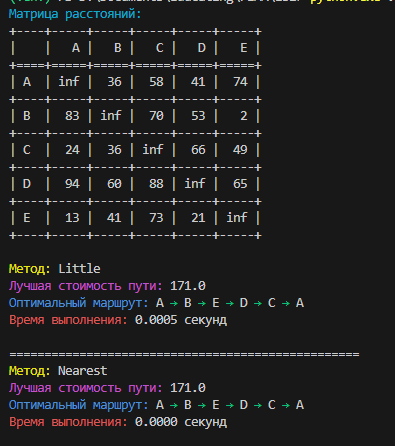 Матрица расстояний:
+----+-----+-----+-----+-----+-----+
|    |   A |   B |   C |   D |   E |
+====+=====+=====+=====+=====+=====+
| A  | inf |  36 |  58 |  41 |  74 |
+----+-----+-----+-----+-----+-----+
| B  |  83 | inf |  70 |  53 |   2 |
+----+-----+-----+-----+-----+-----+
| C  |  24 |  36 | inf |  66 |  49 |
+----+-----+-----+-----+-----+-----+
| D  |  94 |  60 |  88 | inf |  65 |
+----+-----+-----+-----+-----+-----+
| E  |  13 |  41 |  73 |  21 | inf |
+----+-----+-----+-----+-----+-----+
Метод: Little
Лучшая стоимость пути: 171.0
Оптимальный маршрут: A → B → E → D → C → A
Время выполнения: 0.0005 секунд
==================================================
Метод: Nearest
Лучшая стоимость пути: 171.0
Оптимальный маршрут: A → B → E → D → C → A
Время выполнения: 0.0000 секунд